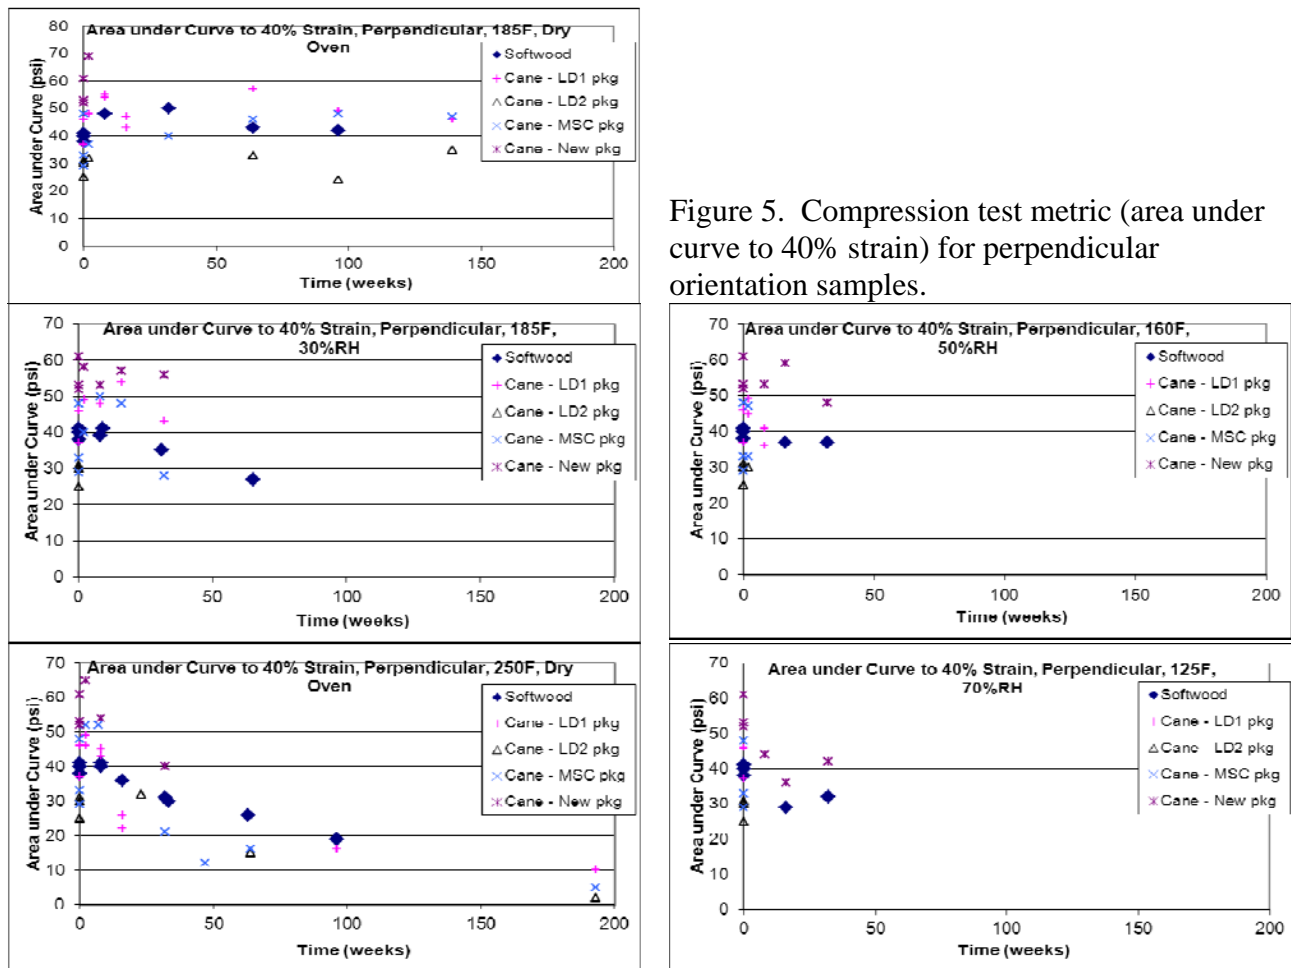 Area under Curve to 40% Strain, Perpendicular, 185F, Dry
Oven
Area under Curve (psi)
80
70
60
50
40
30
20
10
0
0
50
100
150
200
Time (weeks)
Softwood
Cane - LD1 pkg
Cane - LD2 pkg
Cane - MSC pkg
Cane - New pkg
Figure 5.  Compression test metric (area under
curve to 40% strain) for perpendicular
orientation samples.
Area under Curve to 40% Strain, Perpendicular, 185F,
30%RH
Area under Curve (psi)
70
60
50
40
30
20
10
0
0
50
100
150
200
Time (weeks)
Softwood
Cane - LD1 pkg
Cane - LD2 pkg
Cane - MSC pkg
Cane - New pkg
Area under Curve to 40% Strain, Perpendicular, 160F,
50%RH
Area under Curve (psi)
70
60
50
40
30
20
10
0
0
50
100
150
200
Time (weeks)
Softwood
Cane - LD1 pkg
Cane - LD2 pkg
Cane - MSC pkg
Cane - New pkg
Area under Curve to 40% Strain, Perpendicular, 250F, Dry
Oven
Area under Curve (psi)
70
60
50
40
30
20
10
0
0
50
100
150
200
Time (weeks)
Softwood
Cane - LD1 pkg
Cane - LD2 pkg
Cane - MSC pkg
Cane - New pkg
Area under Curve to 40% Strain, Perpendicular, 125F,
70%RH
Area under Curve (psi)
70
60
50
40
30
20
10
0
0
50
100
150
200
Time (weeks)
Softwood
Cane - LD1 pkg
Cane - LD2 pkg
Cane - MSC pkg
Cane - New pkg